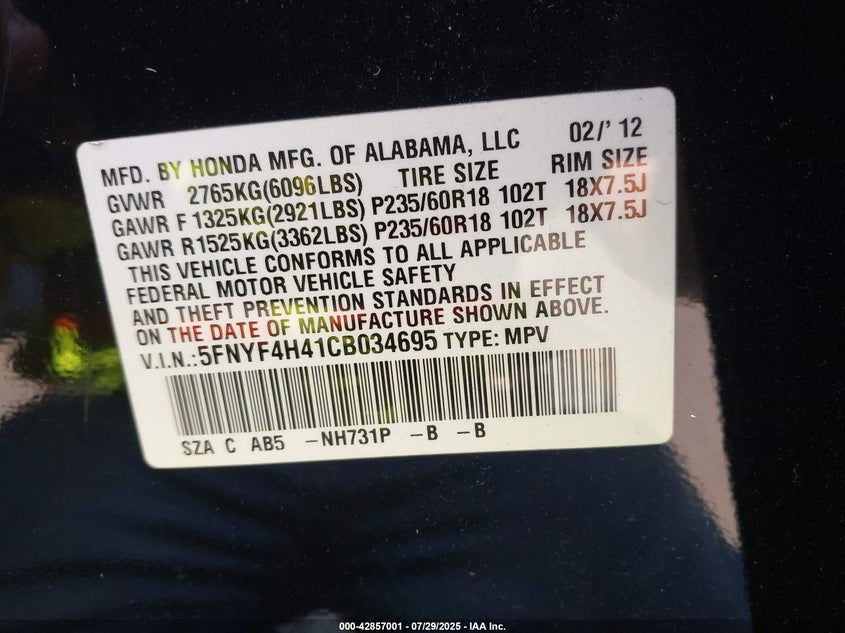 MFD. BY HONDA MFG. OF ALABAMA, LLC 02/' 12
GVWR 2765KG(6096LBS) TIRE SIZE RIM SIZE
GAWR F 1325KG(2921LBS) P235/60R18 102T 18X7.5J
GAWR R1525KG(3362LBS) P235/60R18 102T 18X7.5J
THIS VEHICLE CONFORMS TO ALL APPLICABLE
FEDERAL MOTOR VEHICLE SAFETY
AND THEFT PREVENTION STANDARDS IN EFFECT
ON THE DATE OF MANUFACTURE SHOWN ABOVE.
V.I.N.: 5FNYF4H41CB034695 TYPE: MPV
SZA C AB5 -NH731P -B -B
000-42857001 - 07/29/2025 - IAA Inc.